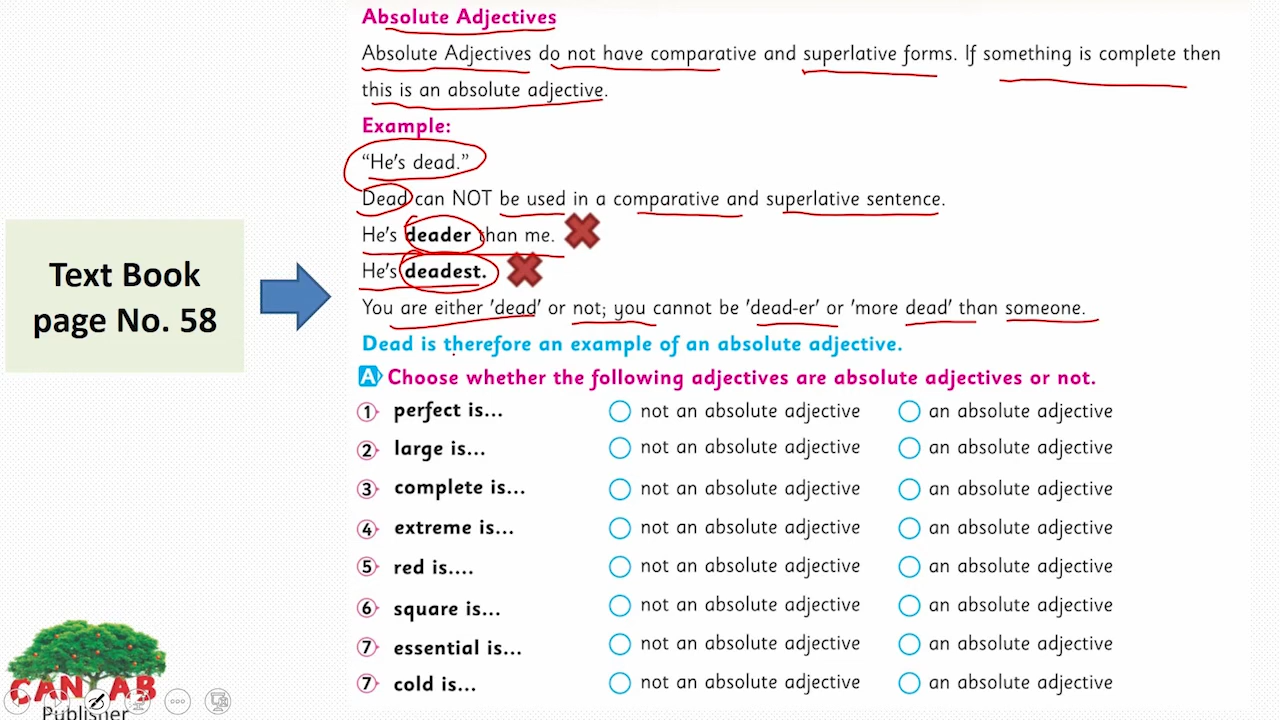 Absolute Adjectives
Absolute Adjectives do not have comparative and superlative forms. If something is complete then
this is an absolute adjective.
Example:
“He's dead.”
Dead can NOT be used in a comparative and superlative sentence.
He's deader than me.
He's deadest.
You are either 'dead' or not; you cannot be 'dead-er' or 'more dead' than someone.
Dead is therefore an example of an absolute adjective.
Text Book
page No. 58
A Choose whether the following adjectives are absolute adjectives or not.
1 perfect is... not an absolute adjective an absolute adjective
2 large is... not an absolute adjective an absolute adjective
3 complete is... not an absolute adjective an absolute adjective
4 extreme is... not an absolute adjective an absolute adjective
5 red is.... not an absolute adjective an absolute adjective
6 square is... not an absolute adjective an absolute adjective
7 essential is... not an absolute adjective an absolute adjective
7 cold is... not an absolute adjective an absolute adjective
CANTAB
Publisher